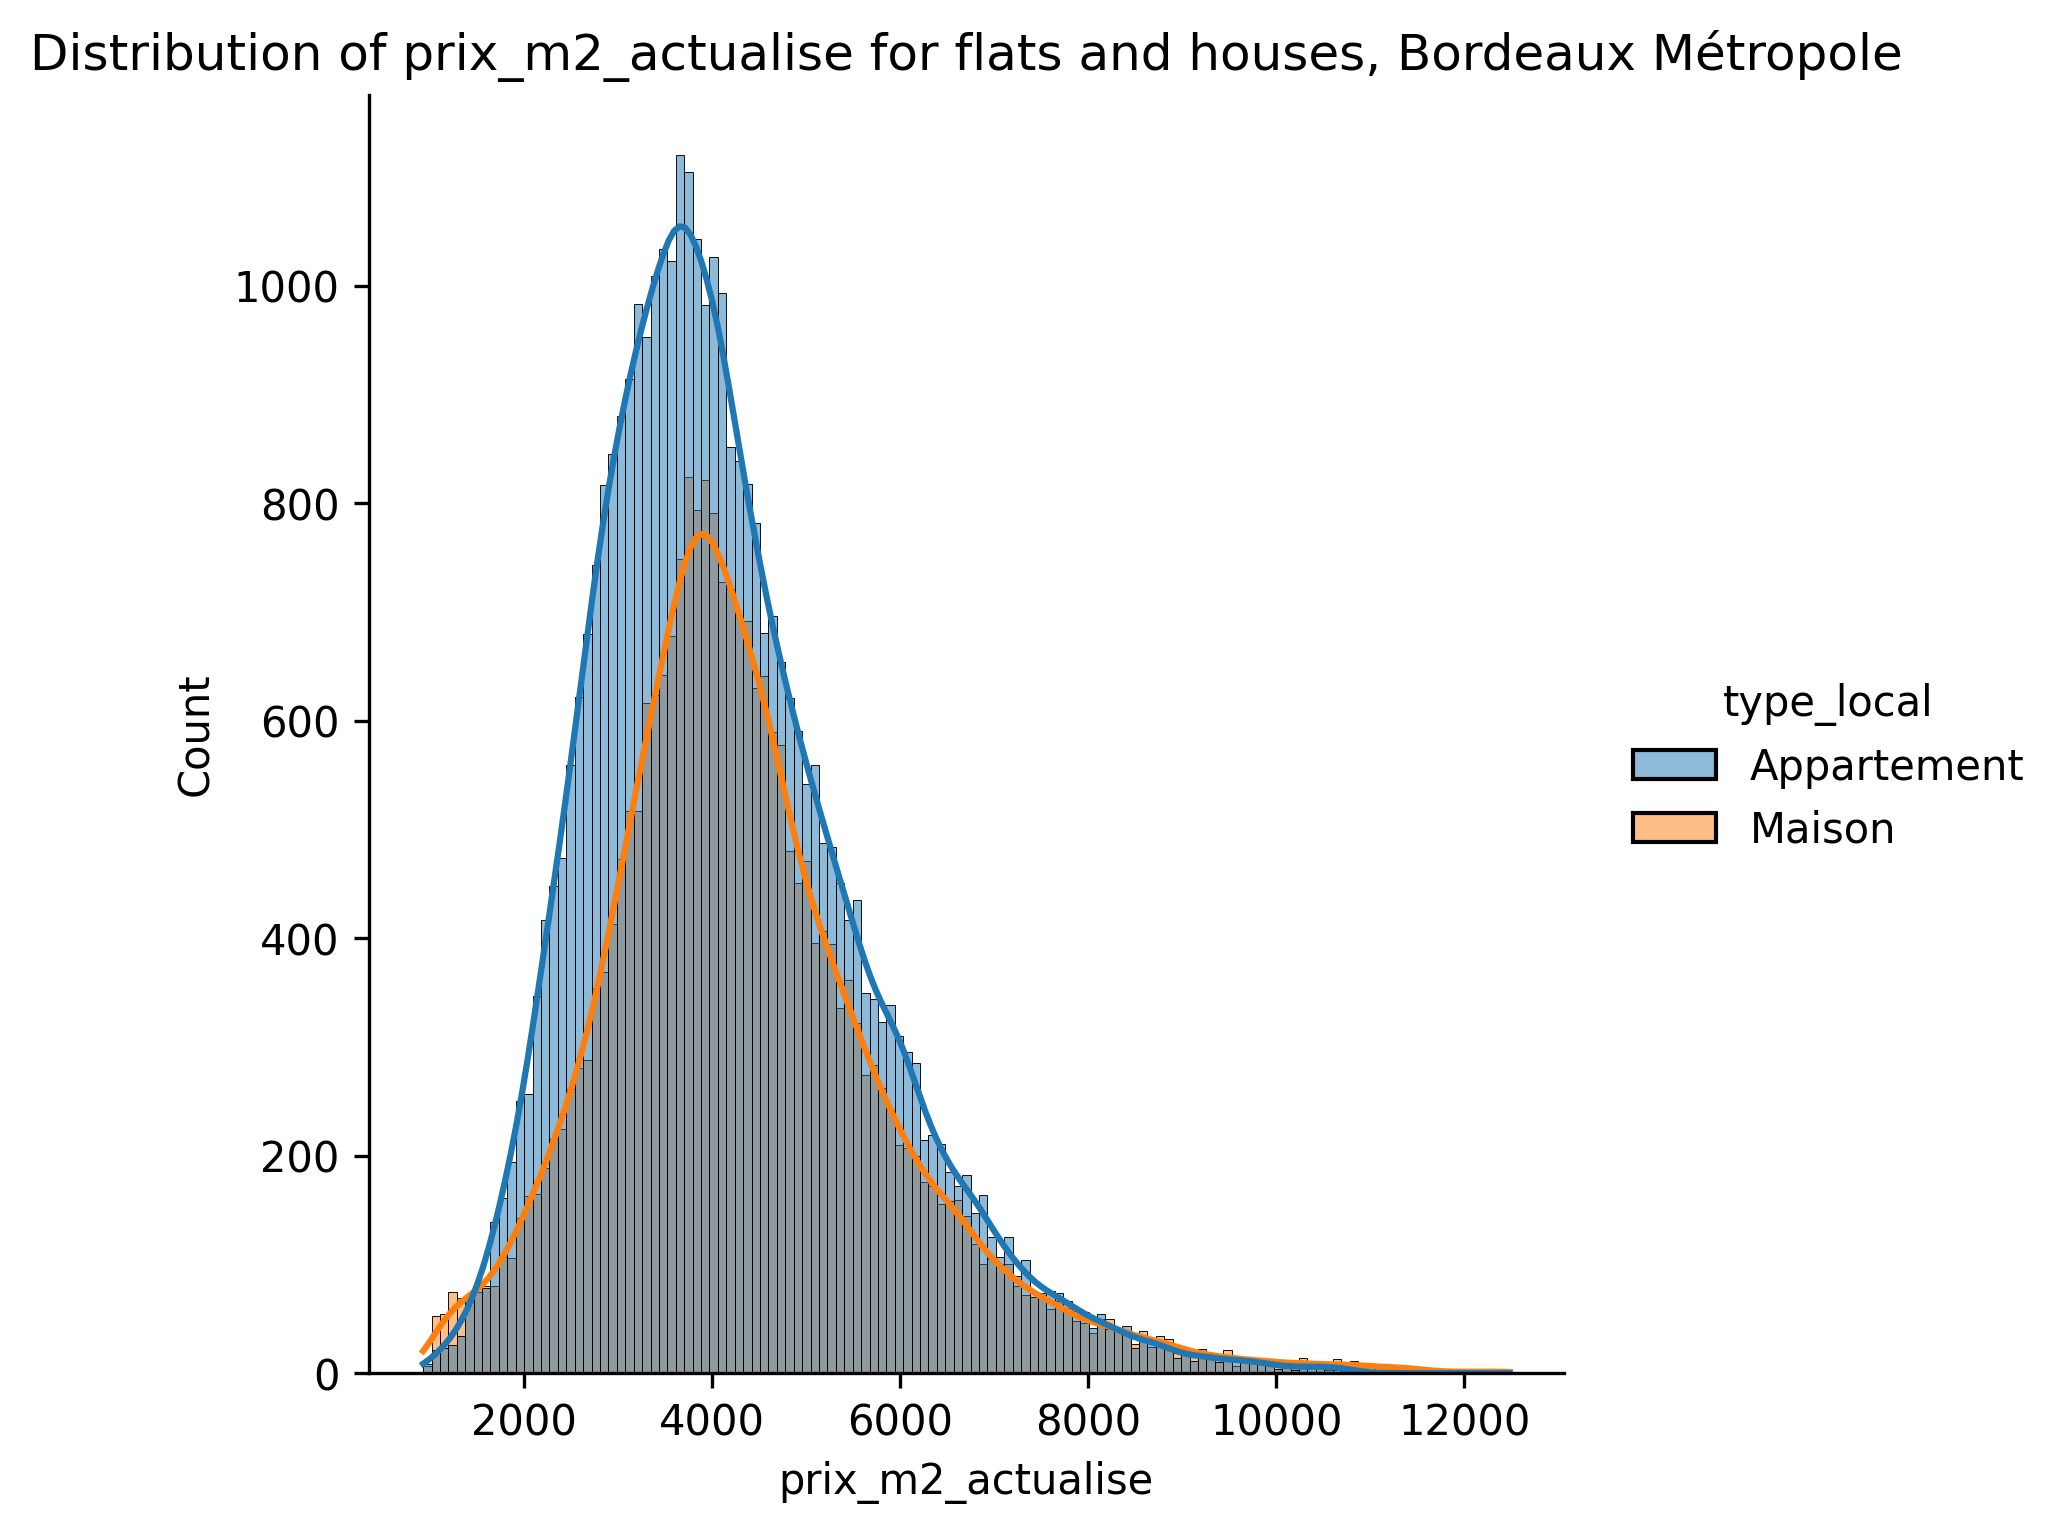 Distribution of prix_m2_actualise for flats and houses, Bordeaux Métropole
1000
800
600
400
200
0
Count
2000 4000 6000 8000 10000 12000
prix_m2_actualise
type_local
Appartement
Maison